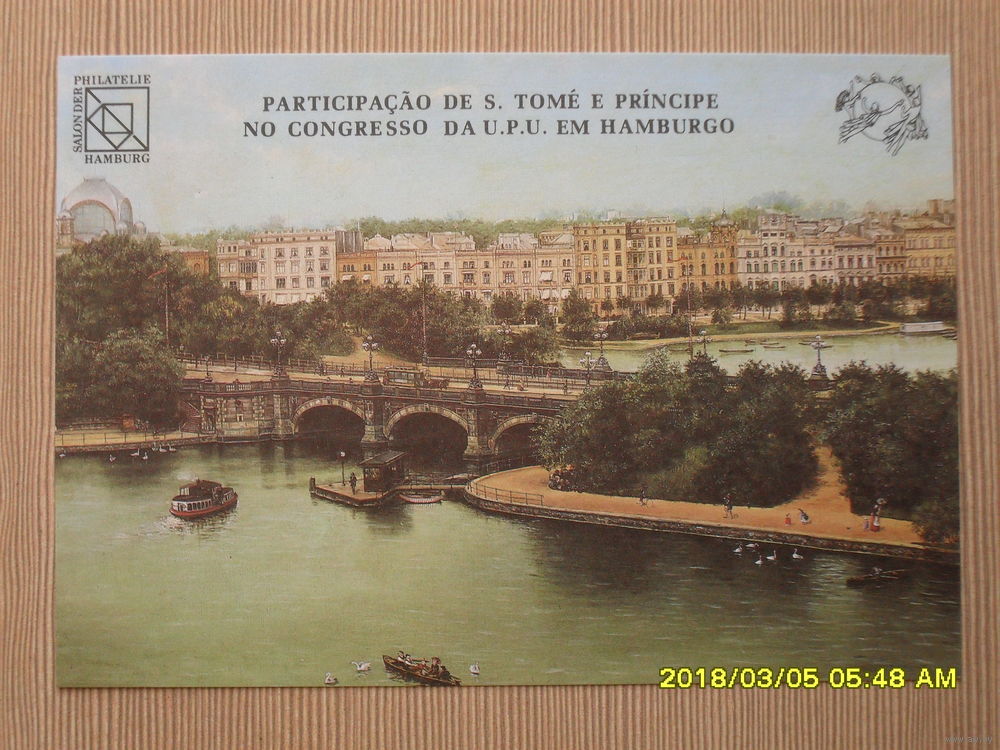 SALON DER
PHILATELIE
HAMBURG
PARTICIPAÇÃO DE S. TOMÉ E PRÍNCIPE
NO CONGRESSO DA U.P.U. EM HAMBURGO
2018/03/05 05:48 AM